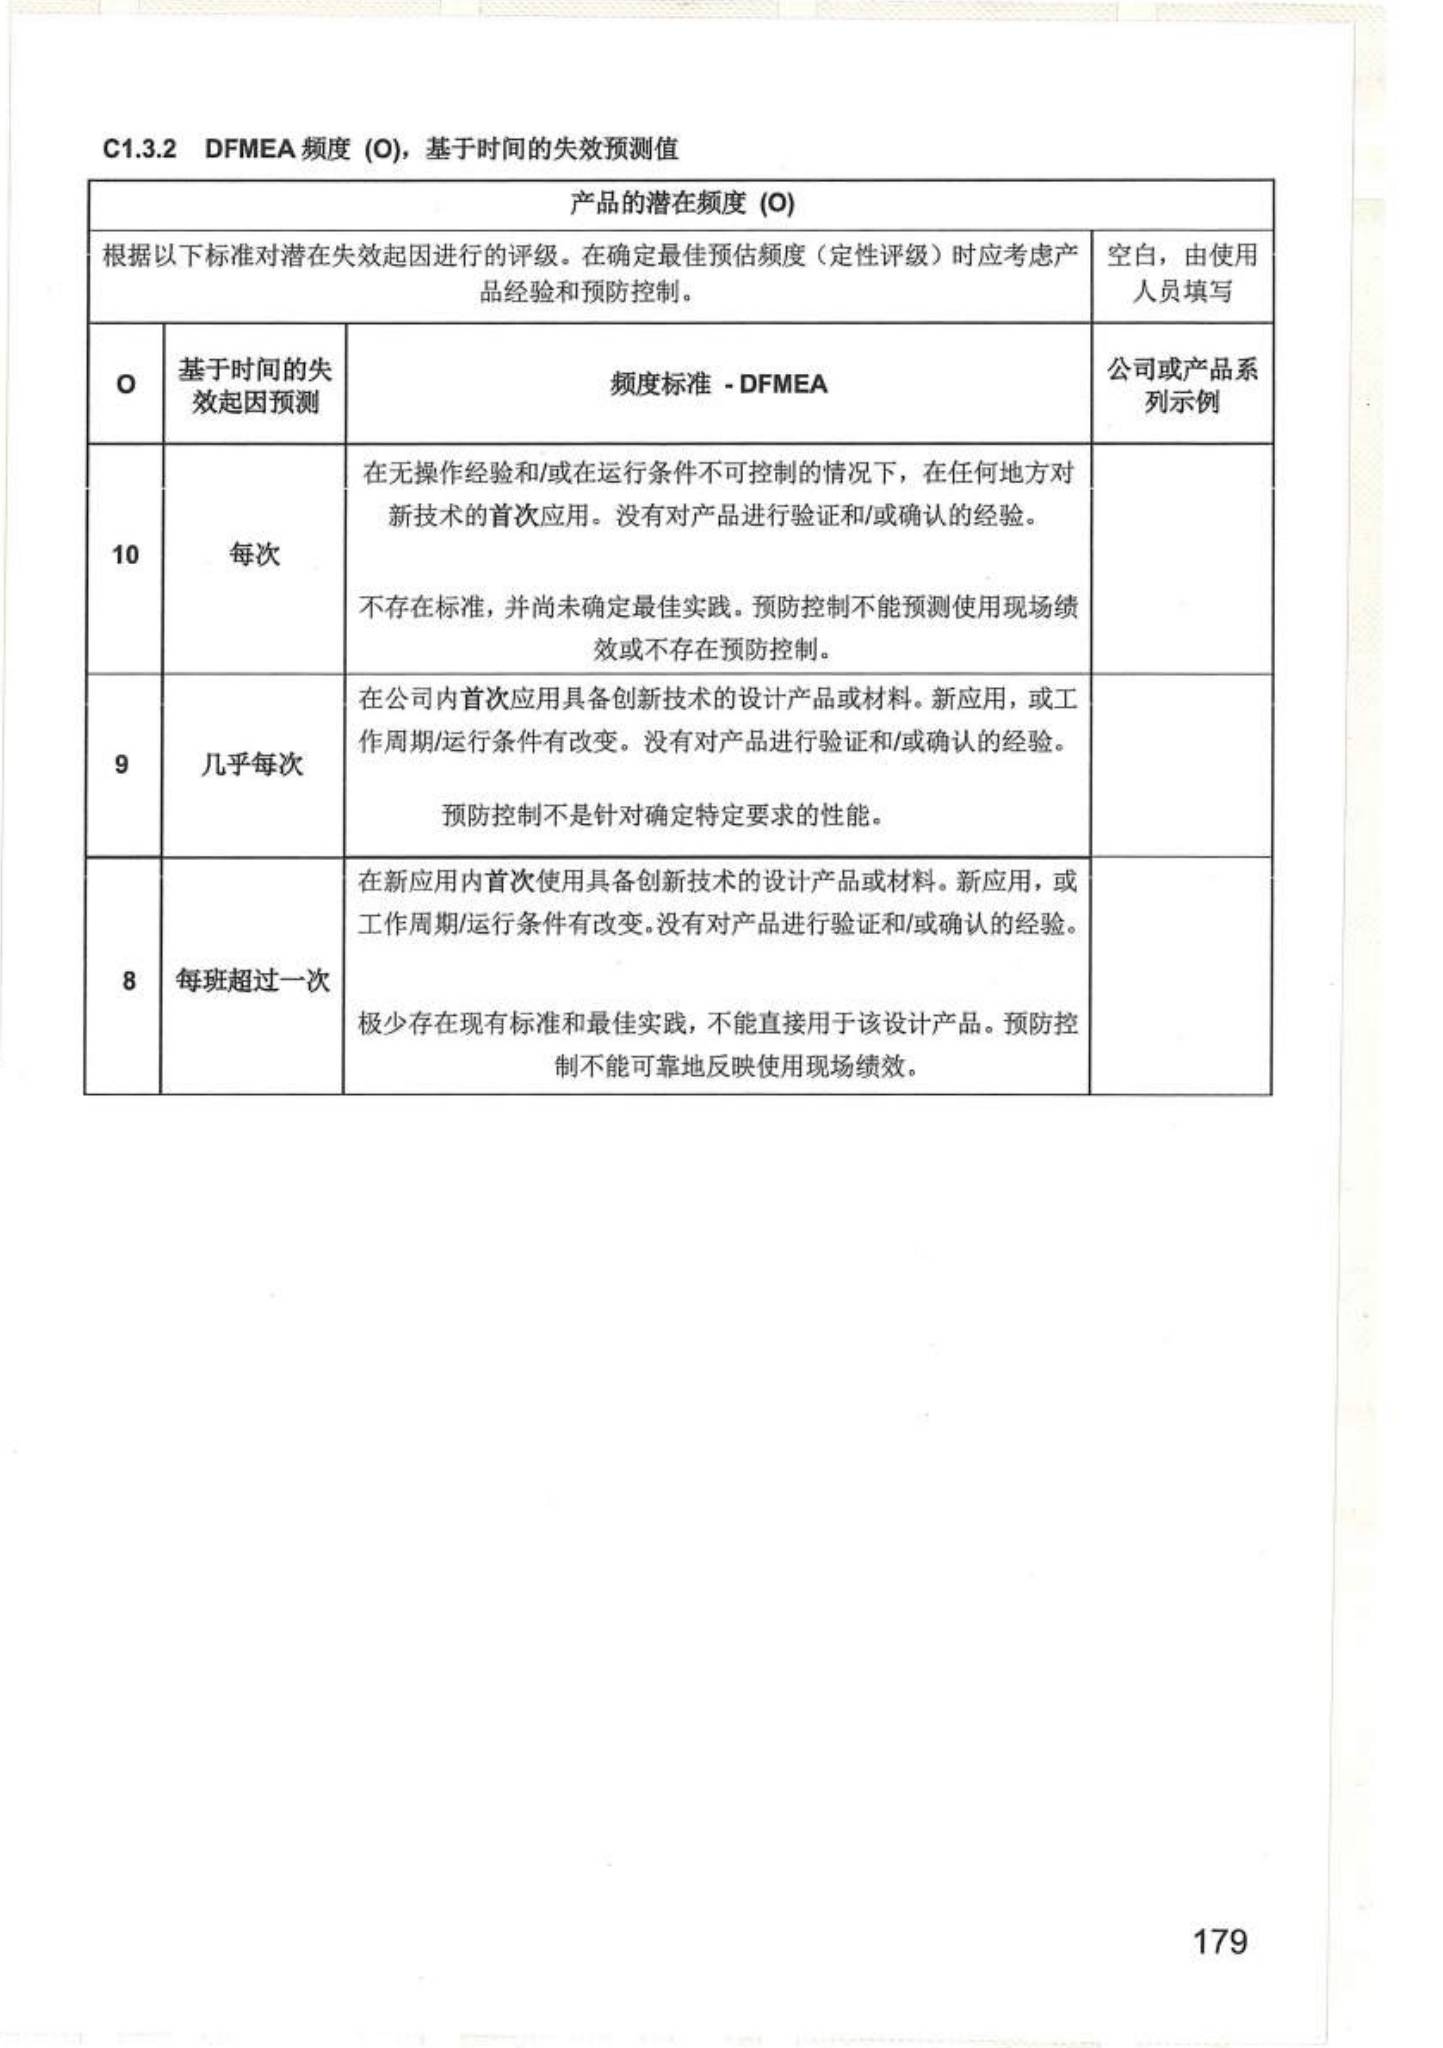 C1.3.2 DFMEA 频度 (O)，基于时间的失效预测值
产品的潜在频度 (O)
根据以下标准对潜在失效起因进行的评级。在确定最佳预估频度（定性评级）时应考虑产
品经验和预防控制。
空白，由使用
人员填写
O
基于时间的失
效起因预测
频度标准 - DFMEA
公司或产品系
列示例
10
每次
在无操作经验和/或在运行条件不可控制的情况下，在任何地方对
新技术的首次应用。没有对产品进行验证和/或确认的经验。
不存在标准，并尚未确定最佳实践。预防控制不能预测使用现场绩
效或不存在预防控制。
9
几乎每次
在公司内首次应用具备创新技术的设计产品或材料。新应用，或工
作周期/运行条件有改变。没有对产品进行验证和/或确认的经验。
预防控制不是针对确定特定要求的性能。
8
每班超过一次
在新应用内首次使用具备创新技术的设计产品或材料。新应用，或
工作周期/运行条件有改变。没有对产品进行验证和/或确认的经验。
极少存在现有标准和最佳实践，不能直接用于该设计产品。预防控
制不能可靠地反映使用现场绩效。
179